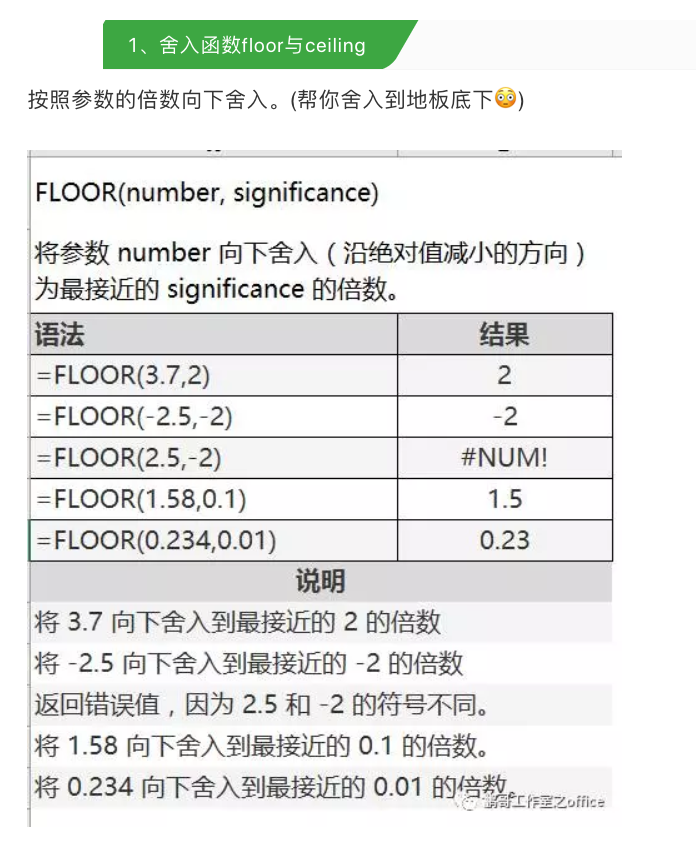 1、舍入函数floor与ceiling
按照参数的倍数向下舍入。(帮你舍入到地板底下😳)
FLOOR(number, significance)
将参数 number 向下舍入（沿绝对值减小的方向）
为最接近的 significance 的倍数。
语法 结果
=FLOOR(3.7,2) 2
=FLOOR(-2.5,-2) -2
=FLOOR(2.5,-2) #NUM!
=FLOOR(1.58,0.1) 1.5
=FLOOR(0.234,0.01) 0.23
说明
将 3.7 向下舍入到最接近的 2 的倍数
将 -2.5 向下舍入到最接近的 -2 的倍数
返回错误值，因为 2.5 和 -2 的符号不同。
将 1.58 向下舍入到最接近的 0.1 的倍数。
将 0.234 向下舍入到最接近的 0.01 的倍数。
鹏哥工作室之office